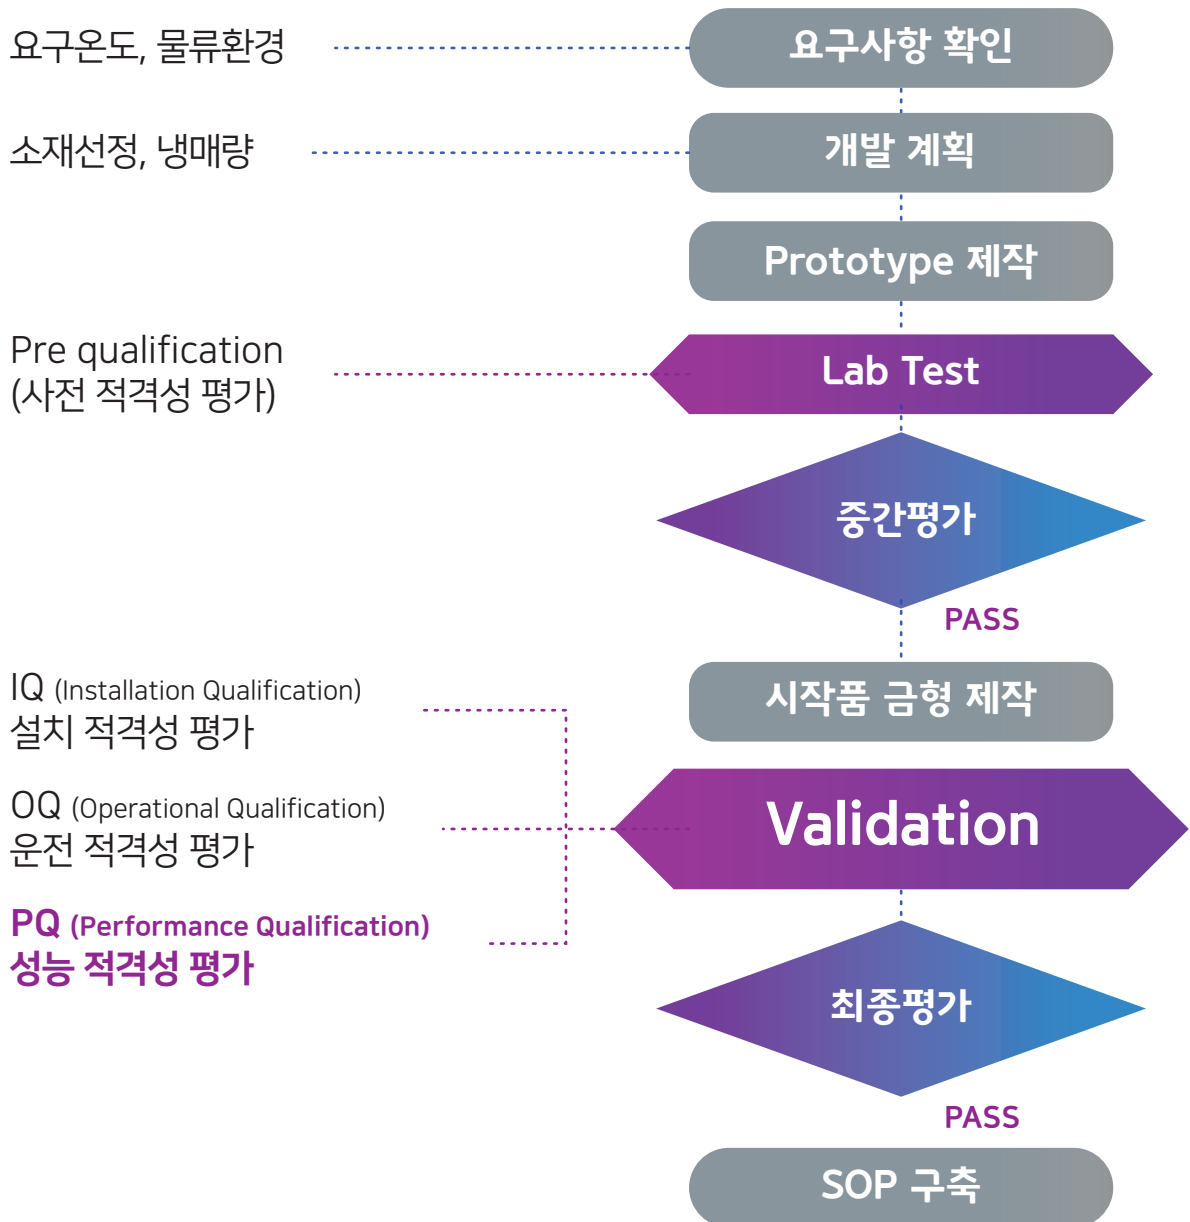 요구온도, 물류환경
요구사항 확인
소재선정, 냉매량
개발 계획
Prototype 제작
Pre qualification
(사전 적격성 평가)
Lab Test
중간평가
PASS
시작품 금형 제작
IQ (Installation Qualification)
설치 적격성 평가
OQ (Operational Qualification)
운전 적격성 평가
Validation
PQ (Performance Qualification)
성능 적격성 평가
최종평가
PASS
SOP 구축